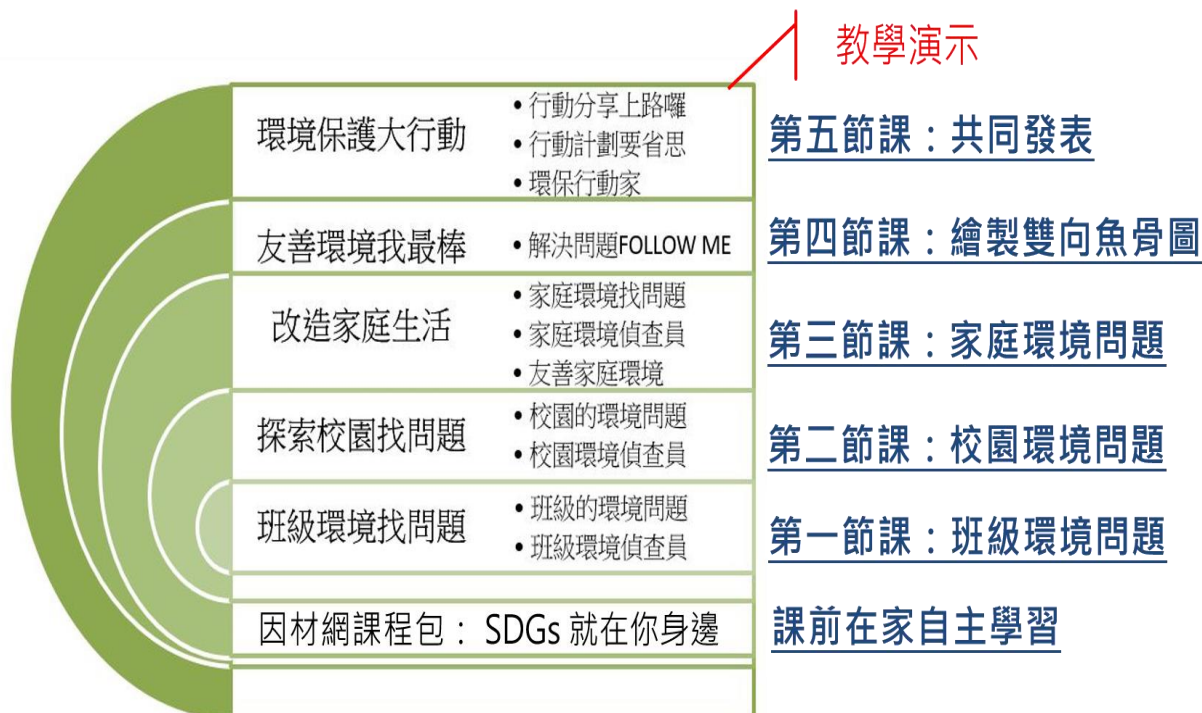 教學演示
環境保護大行動
• 行動分享上路囉
• 行動計劃要省思
• 環保行動家
第五節課：共同發表
友善環境我最棒
• 解決問題FOLLOW ME
第四節課：繪製雙向魚骨圖
改造家庭生活
• 家庭環境找問題
• 家庭環境偵查員
• 友善家庭環境
第三節課：家庭環境問題
探索校園找問題
• 校園的環境問題
• 校園環境偵查員
第二節課：校園環境問題
班級環境找問題
• 班級的環境問題
• 班級環境偵查員
第一節課：班級環境問題
因材網課程包： SDGs 就在你身邊
課前在家自主學習